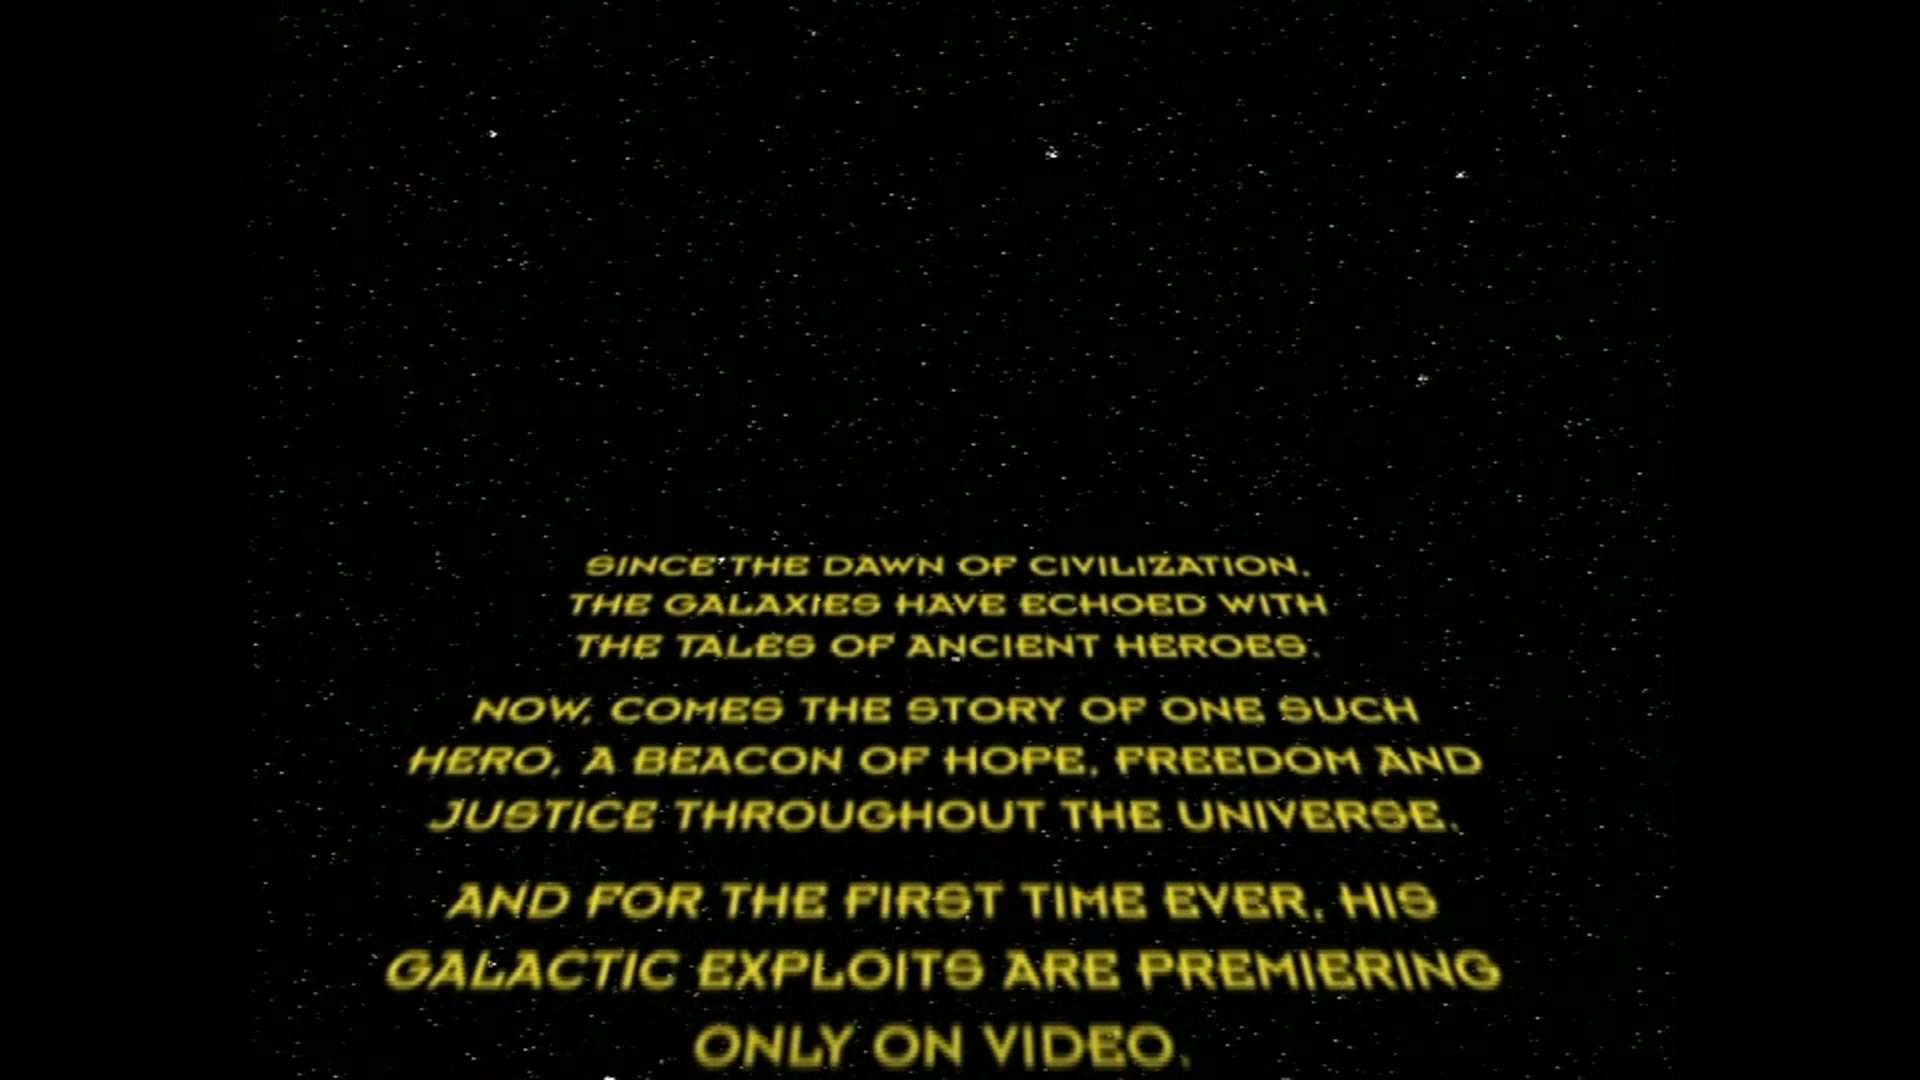 SINCE THE DAWN OF CIVILIZATION,
THE GALAXIES HAVE ECHOED WITH
THE TALES OF ANCIENT HEROES.
NOW, COMES THE STORY OF ONE SUCH
HERO, A BEACON OF HOPE, FREEDOM AND
JUSTICE THROUGHOUT THE UNIVERSE.
AND FOR THE FIRST TIME EVER, HIS
GALACTIC EXPLOITS ARE PREMIERING
ONLY ON VIDEO.